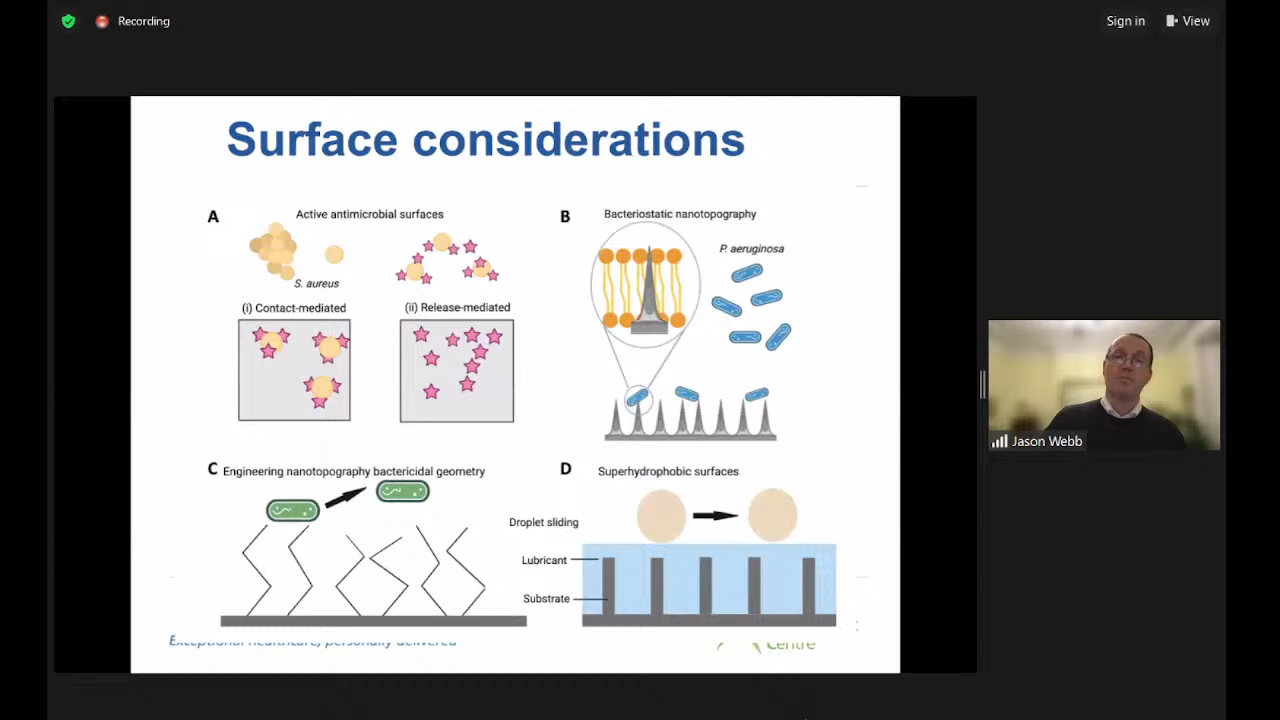 Recording
Sign in
View
Surface considerations
A
Active antimicrobial surfaces
S. aureus
(i) Contact-mediated
(ii) Release-mediated
B
Bacteriostatic nanotopography
P. aeruginosa
C
Engineering nanotopography bactericidal geometry
D
Superhydrophobic surfaces
Droplet sliding
Lubricant
Substrate
Exceptional healthcare, personally delivered
Centre
Jason Webb